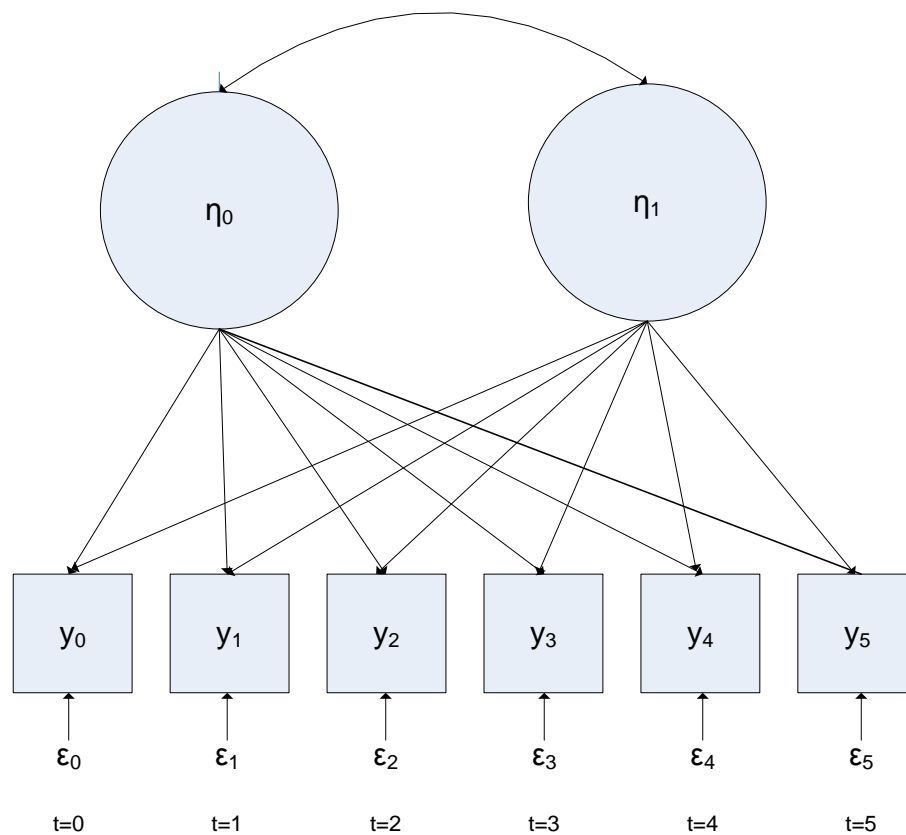 η₀ η₁
y₀ y₁ y₂ y₃ y₄ y₅
ε₀ ε₁ ε₂ ε₃ ε₄ ε₅
t=0 t=1 t=2 t=3 t=4 t=5